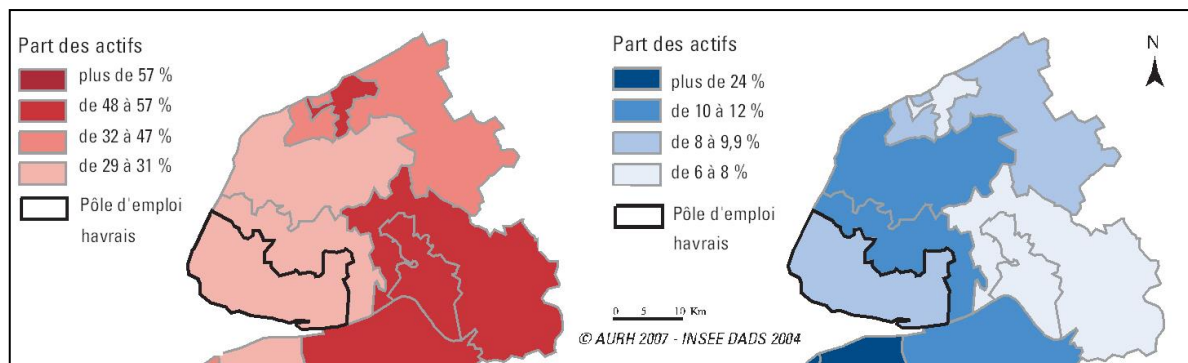 Part des actifs
plus de 57 %
de 48 à 57 %
de 32 à 47 %
de 29 à 31 %
Pôle d'emploi
havrais
Part des actifs
plus de 24 %
de 10 à 12 %
de 8 à 9,9 %
de 6 à 8 %
Pôle d'emploi
havrais
N
0 5 10 Km
© AURH 2007 - INSEE DADS 2004